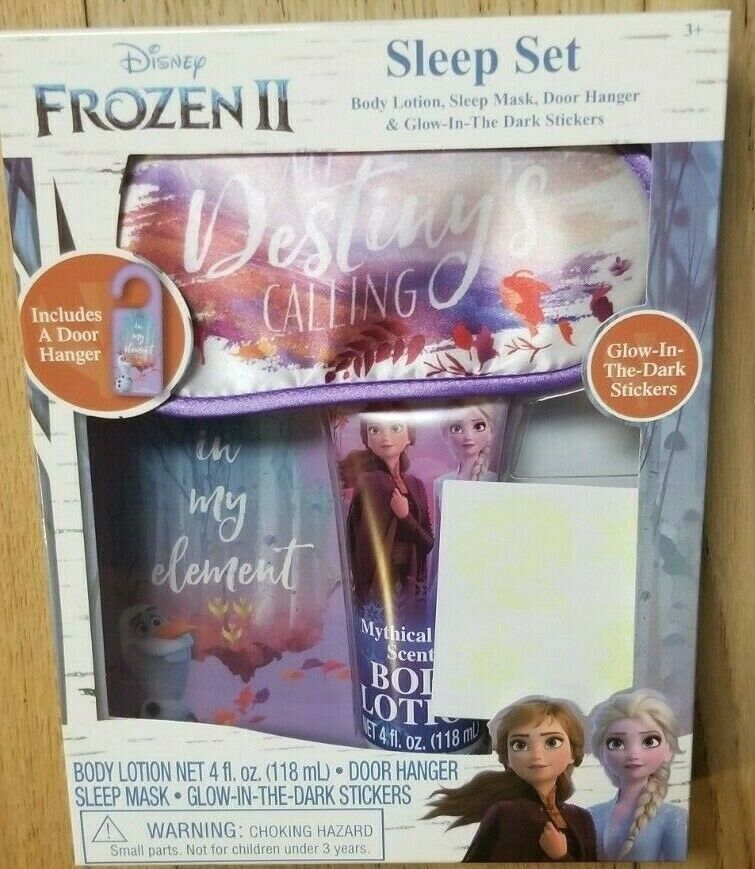 3+
Disney
FROZEN II
Sleep Set
Body Lotion, Sleep Mask, Door Hanger
& Glow-In-The Dark Stickers
Destiny's
CALLING
Includes
A Door
Hanger
in
my
element
Glow-In-
The-Dark
Stickers
in
my
element
Mythical
Scent
NET 4 fl. oz. (118 mL)
BODY LOTION NET 4 fl. oz. (118 mL) • DOOR HANGER
SLEEP MASK • GLOW-IN-THE-DARK STICKERS
WARNING: CHOKING HAZARD
Small parts. Not for children under 3 years.